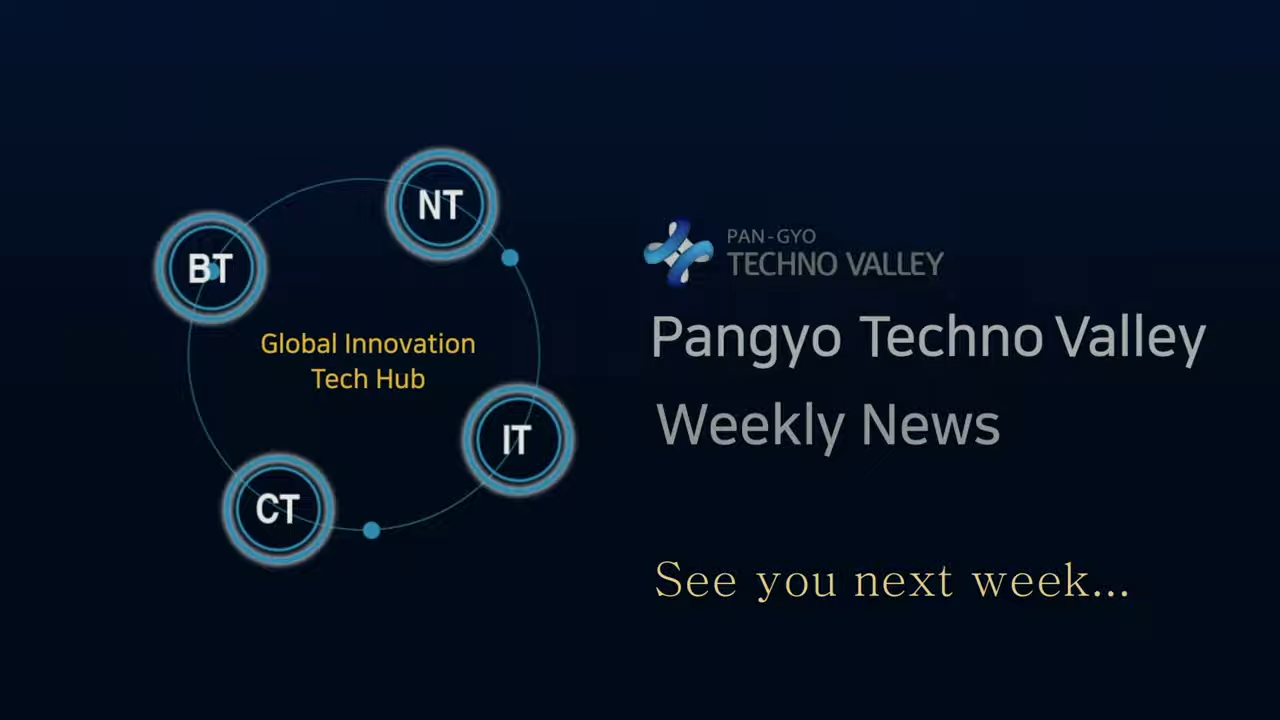 NT
BT
Global Innovation
Tech Hub
IT
CT
PAN-GYO
TECHNO VALLEY
Pangyo Techno Valley
Weekly News
See you next week...